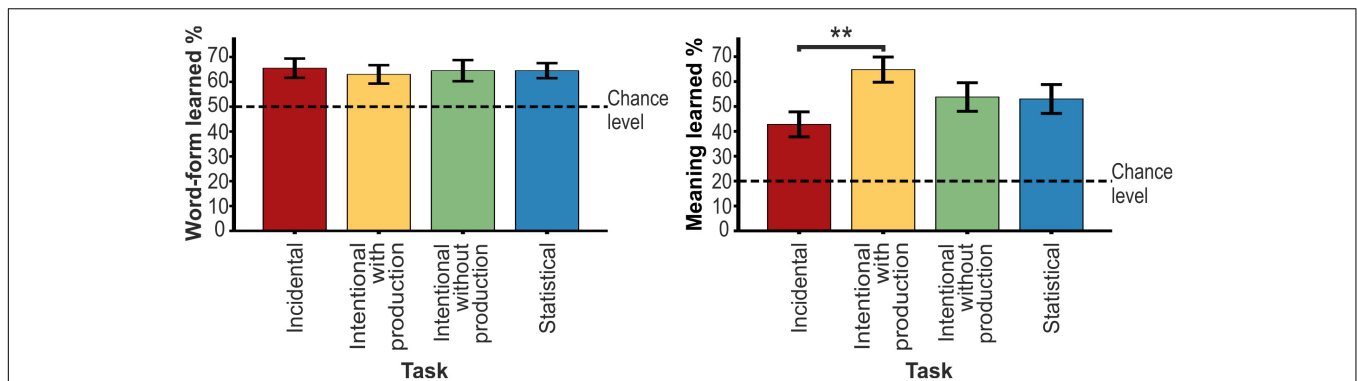 Word-form learned %
70
60
50
40
30
20
10
0
Chance
level
Incidental
Intentional
with
production
Intentional
without
production
Statistical
Task
Meaning learned %
70
60
50
40
30
20
10
0
**
Chance
level
Incidental
Intentional
with
production
Intentional
without
production
Statistical
Task